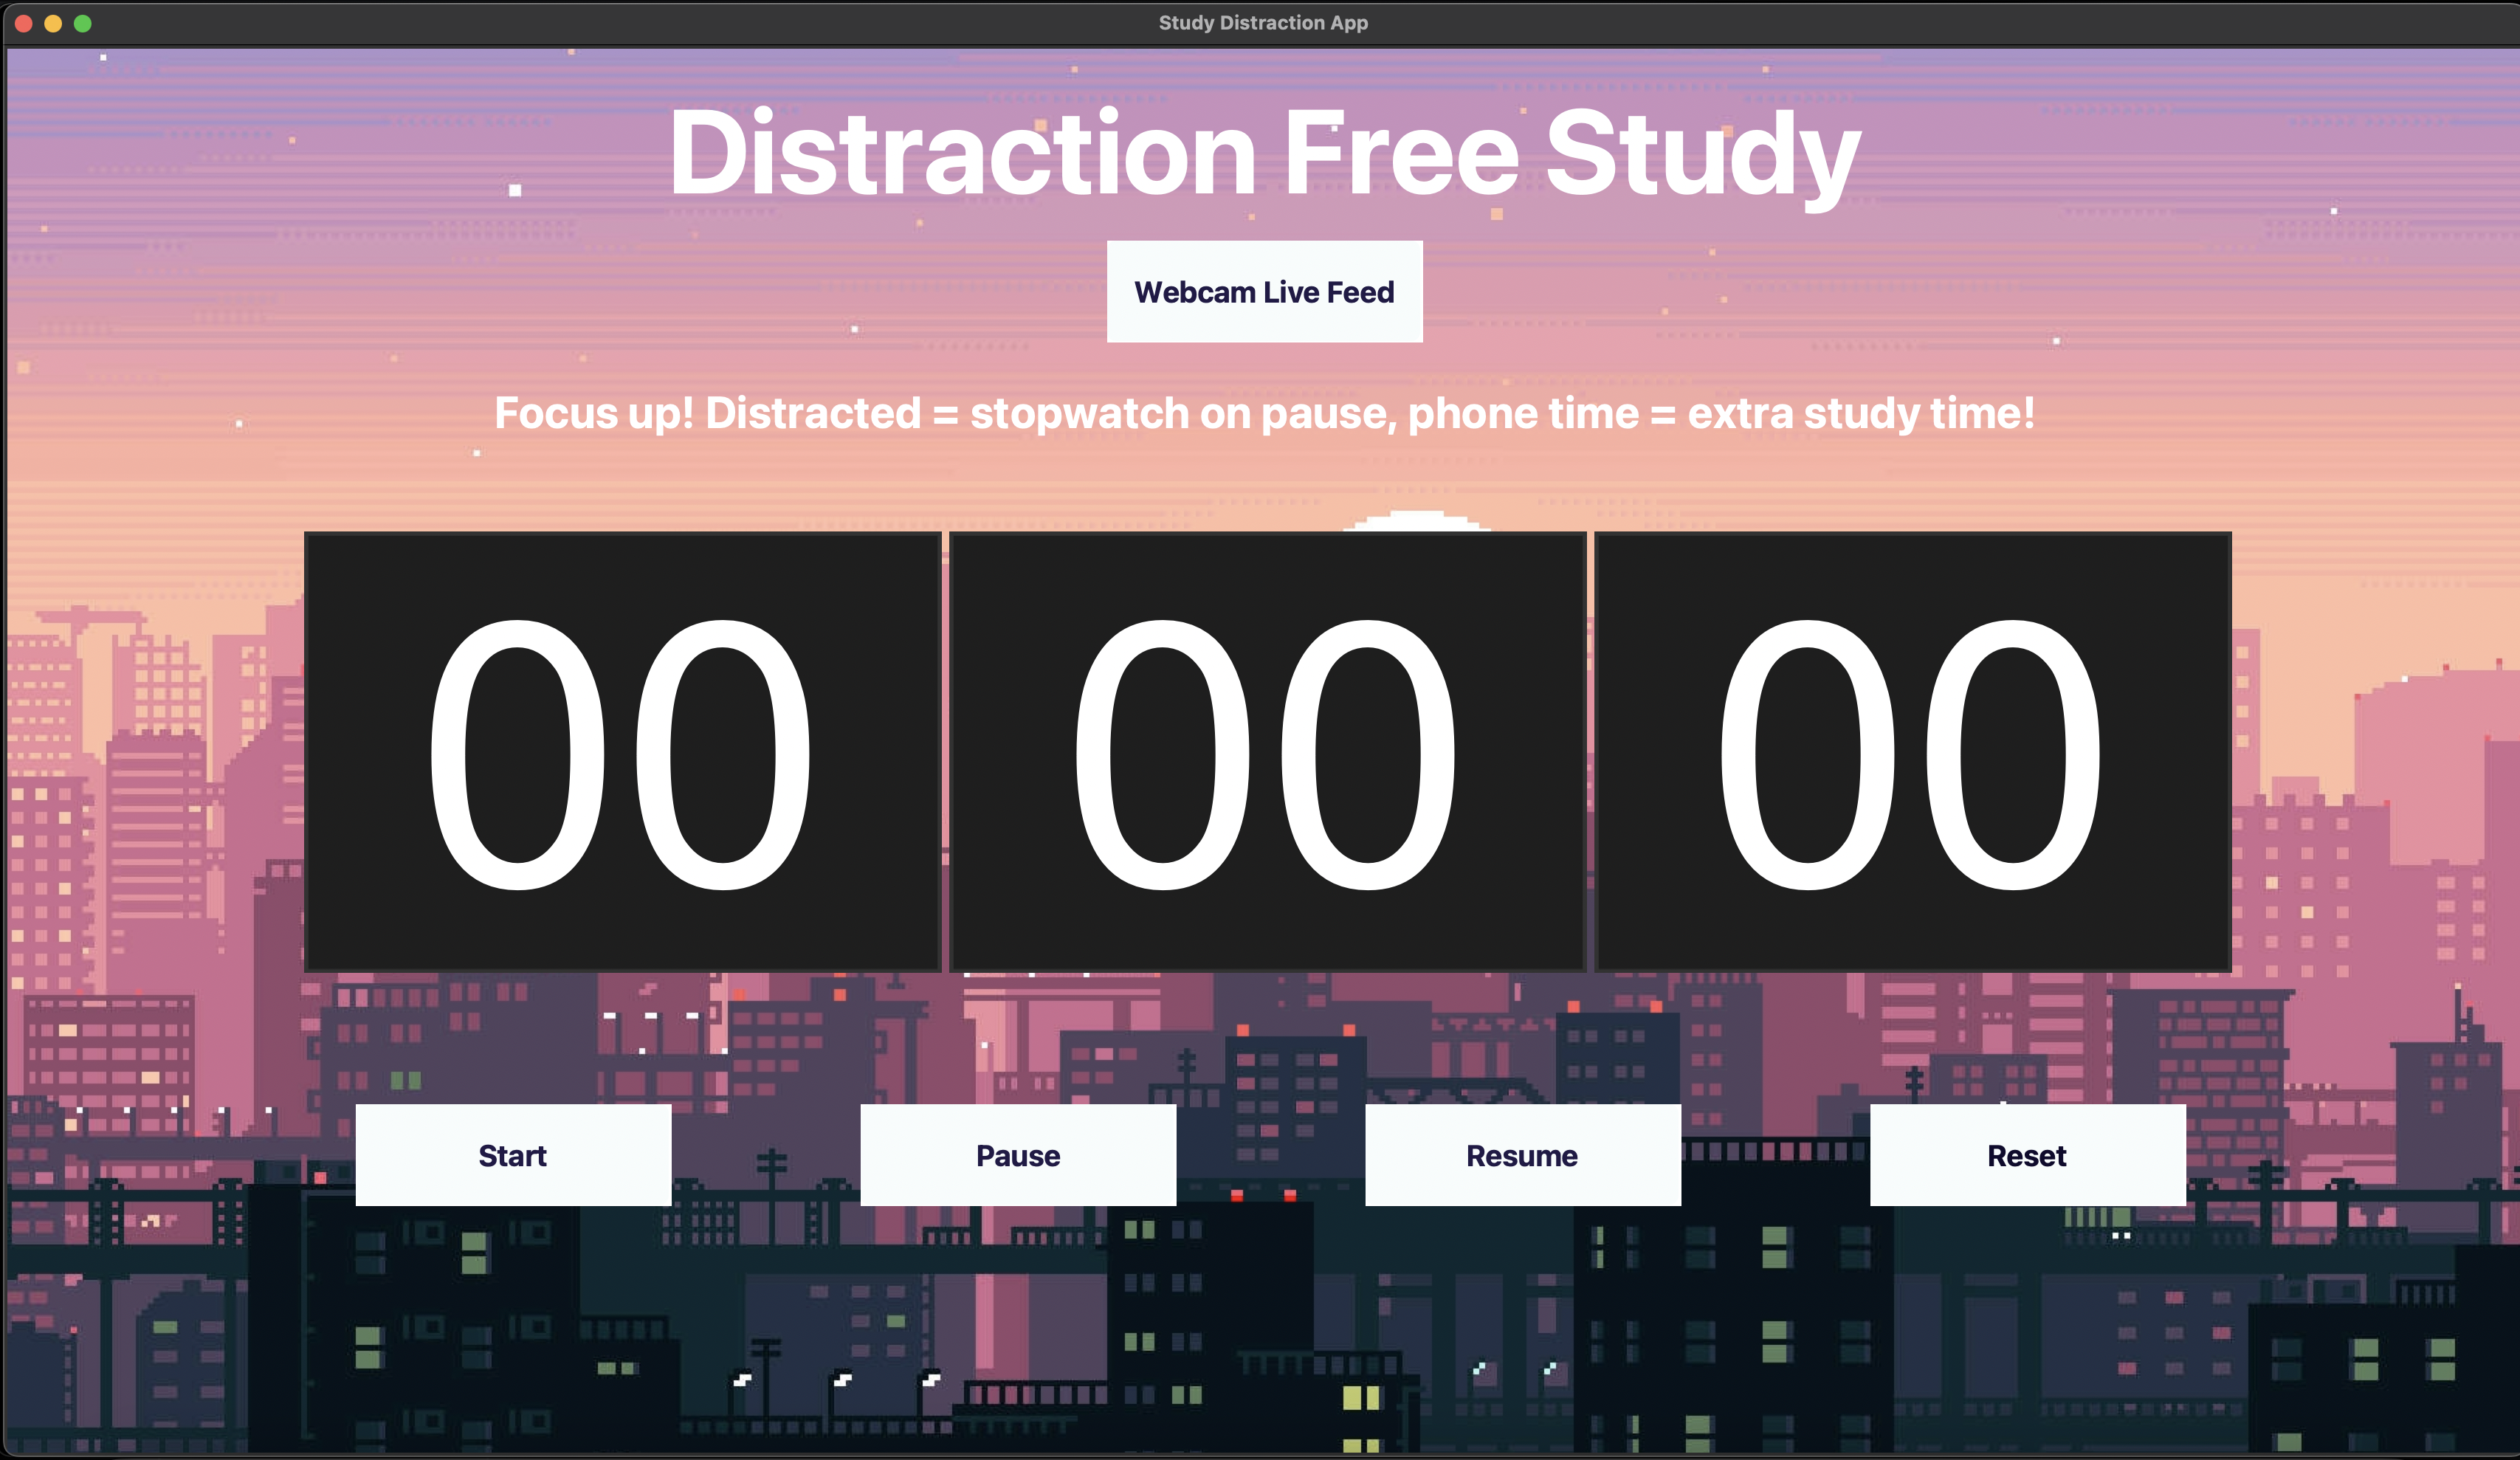 Study Distraction App
Distraction Free Study
Webcam Live Feed
Focus up! Distracted = stopwatch on pause, phone time = extra study time!
00 00 00
Start Pause Resume Reset